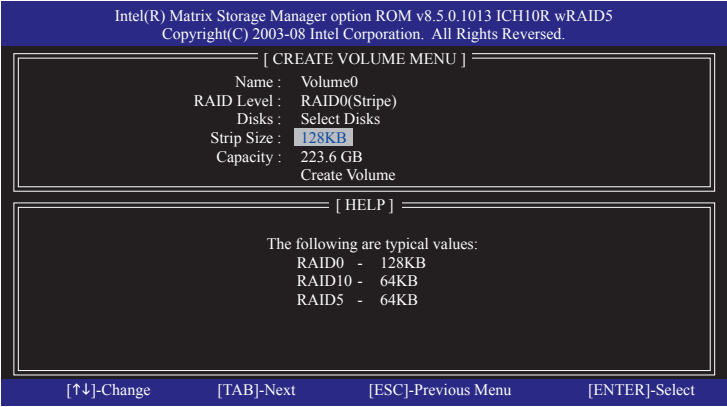 Intel(R) Matrix Storage Manager option ROM v8.5.0.1013 ICH10R wRAID5
Copyright(C) 2003-08 Intel Corporation.  All Rights Reversed.
[ CREATE VOLUME MENU ]
Name : Volume0
RAID Level : RAID0(Stripe)
Disks : Select Disks
Strip Size : 128KB
Capacity : 223.6 GB
Create Volume
[ HELP ]
The following are typical values:
RAID0 - 128KB
RAID10 - 64KB
RAID5 - 64KB
[↑↓]-Change [TAB]-Next [ESC]-Previous Menu [ENTER]-Select